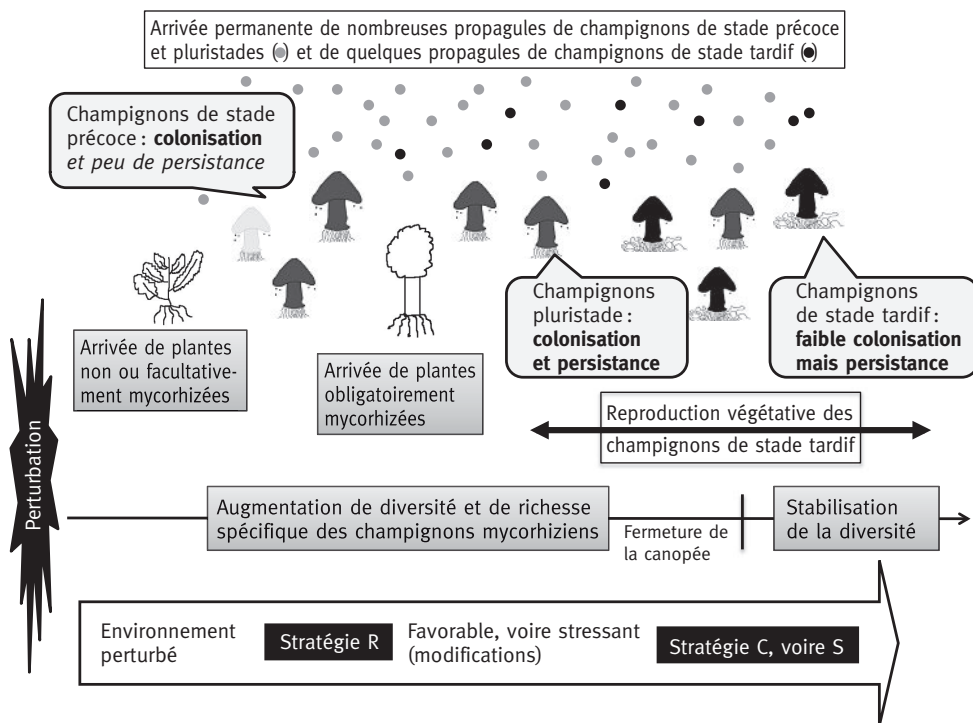 Arrivée permanente de nombreuses propagules de champignons de stade précoce
et pluristades (●) et de quelques propagules de champignons de stade tardif (●)
Champignons de stade
précoce : colonisation
et peu de persistance
Champignons
pluristade :
colonisation
et persistance
Champignons
de stade tardif :
faible colonisation
mais persistance
Arrivée de plantes
non ou facultative-
ment mycorhizées
Arrivée de plantes
obligatoirement
mycorhizées
Reproduction végétative des
champignons de stade tardif
Perturbation
Augmentation de diversité et de richesse
spécifique des champignons mycorhiziens
Fermeture de
la canopée
Stabilisation
de la diversité
Environnement
perturbé
Stratégie R
Favorable, voire stressant
(modifications)
Stratégie C, voire S